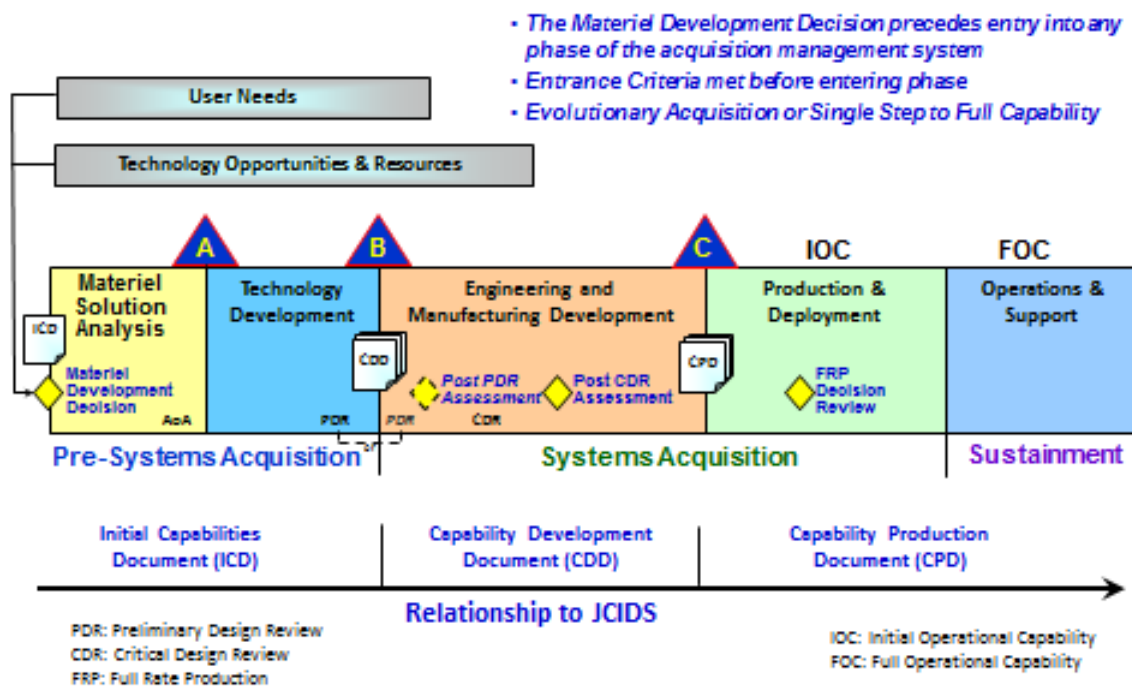 • The Materiel Development Decision precedes entry into any
phase of the acquisition management system
• Entrance Criteria met before entering phase
• Evolutionary Acquisition or Single Step to Full Capability
User Needs
Technology Opportunities & Resources
A
B
C
IOC
FOC
Materiel
Solution
Analysis
Technology
Development
Engineering and
Manufacturing Development
Production &
Deployment
Operations &
Support
ICD
CDD
CPD
Materiel
Development
Decision
Post PDR
Assessment
Post CDR
Assessment
FRP
Decision
Review
AoA
PDR
PDR
CDR
or
Pre-Systems Acquisition
Systems Acquisition
Sustainment
Initial Capabilities
Document (ICD)
Capability Development
Document (CDD)
Capability Production
Document (CPD)
Relationship to JCIDS
PDR: Preliminary Design Review
CDR: Critical Design Review
FRP: Full Rate Production
IOC: Initial Operational Capability
FOC: Full Operational Capability